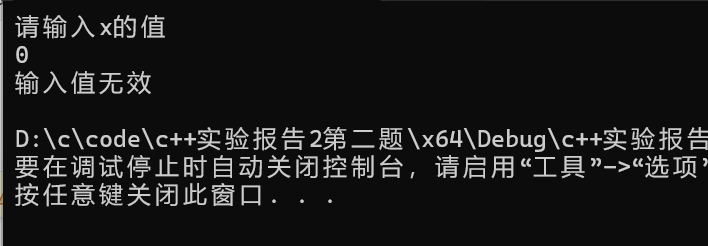 请输入x的值
0
输入值无效
D:\c\code\c++实验报告2第二题\x64\Debug\c++实验报告
要在调试停止时自动关闭控制台，请启用“工具”->“选项”
按任意键关闭此窗口. . .